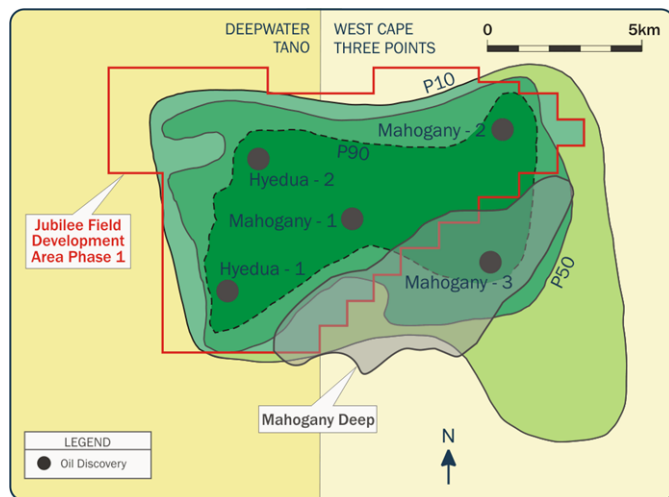 DEEPWATER
TANO
WEST CAPE
THREE POINTS
0
5km
P10
Mahogany - 2
P90
Hyedua - 2
Mahogany - 1
Jubilee Field
Development
Area Phase 1
Hyedua - 1
Mahogany - 3
P50
Mahogany Deep
LEGEND
Oil Discovery
N